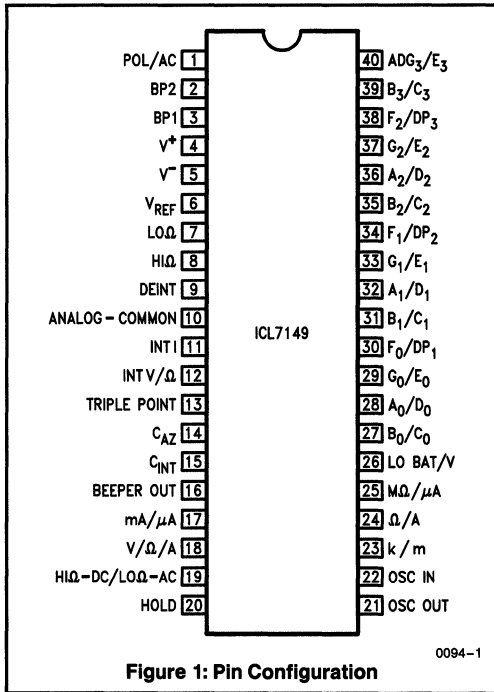 POL/AC 1
BP2 2
BP1 3
V⁺ 4
V⁻ 5
V_REF 6
LOΩ 7
HIΩ 8
DEINT 9
ANALOG-COMMON 10
INT I 11
INT V/Ω 12
TRIPLE POINT 13
C_AZ 14
C_INT 15
BEEPER OUT 16
mA/μA 17
V/Ω/A 18
HIΩ-DC/LOΩ-AC 19
HOLD 20
ICL7149
40 ADG₃/E₃
39 B₃/C₃
38 F₂/DP₃
37 G₂/E₂
36 A₂/D₂
35 B₂/C₂
34 F₁/DP₂
33 G₁/E₁
32 A₁/D₁
31 B₁/C₁
30 F₀/DP₁
29 G₀/E₀
28 A₀/D₀
27 B₀/C₀
26 LO BAT/V
25 MΩ/μA
24 Ω/A
23 k/m
22 OSC IN
21 OSC OUT
0094-1
Figure 1: Pin Configuration